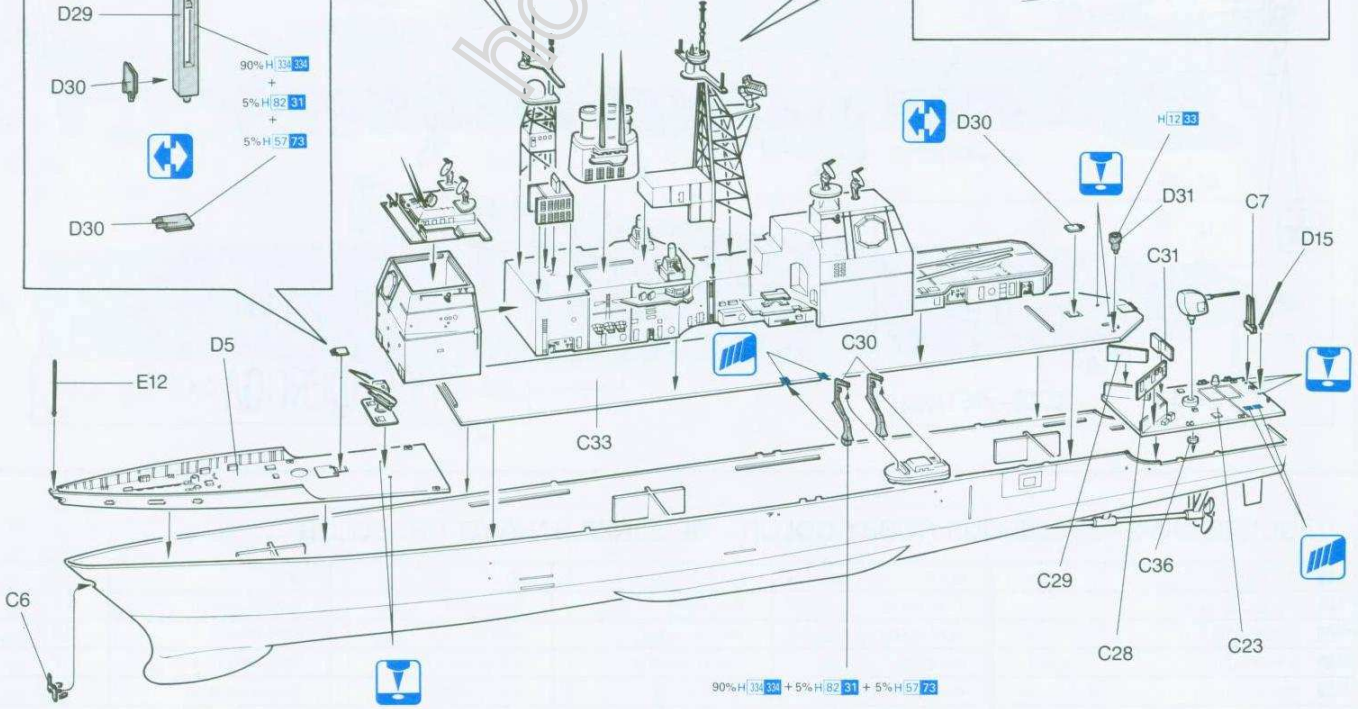 D29
D30
90% H 334 334
+
5% H 82 31
+
5% H 57 73
D30
D30
H 12 33
D31
C7
D15
C31
D5
E12
C30
C33
C6
C29
C28
C36
C23
90% H 334 334 + 5% H 82 31 + 5% H 57 73